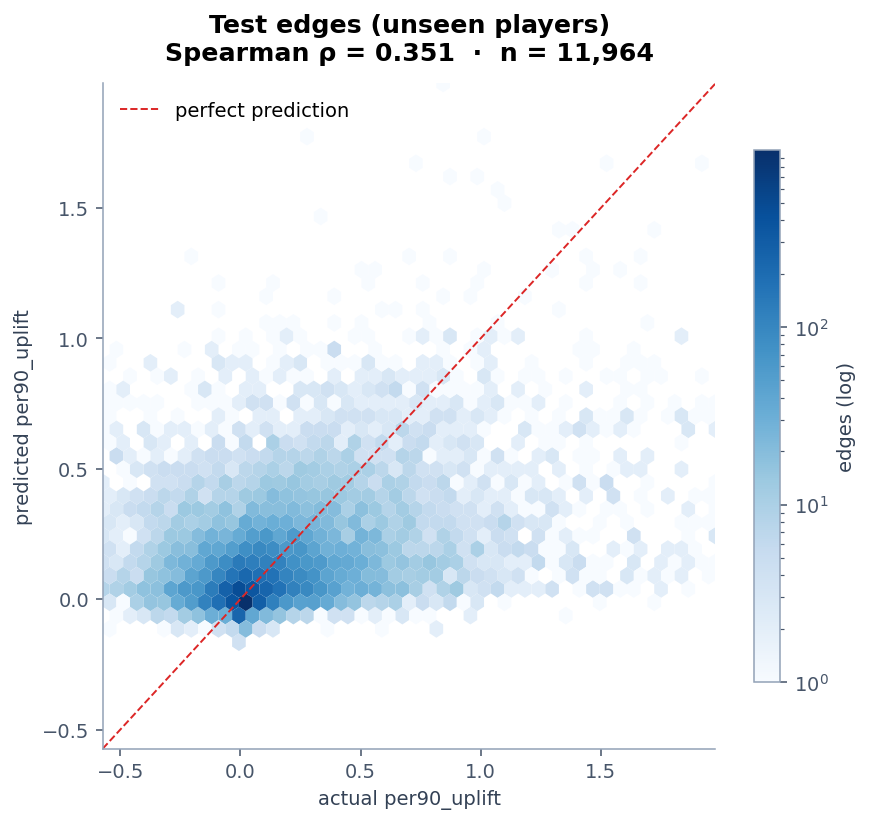 Test edges (unseen players)
Spearman ρ = 0.351 · n = 11,964
perfect prediction
predicted per90_uplift
1.5
1.0
0.5
0.0
−0.5
−0.5
0.0
0.5
1.0
1.5
actual per90_uplift
10²
10¹
10⁰
edges (log)